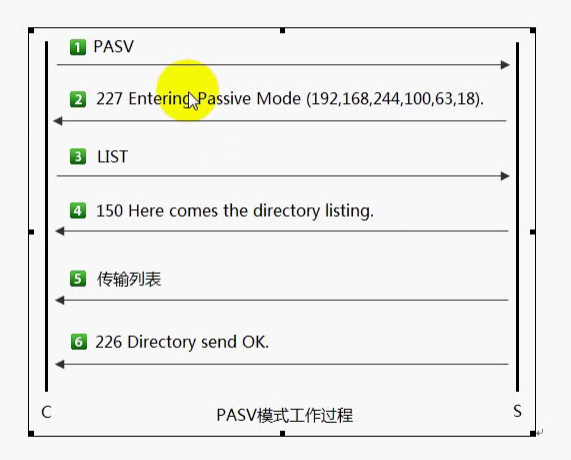 1 PASV
2 227 Entering Passive Mode (192,168,244,100,63,18).
3 LIST
4 150 Here comes the directory listing.
5 传输列表
6 226 Directory send OK.
C
PASV模式工作过程
S